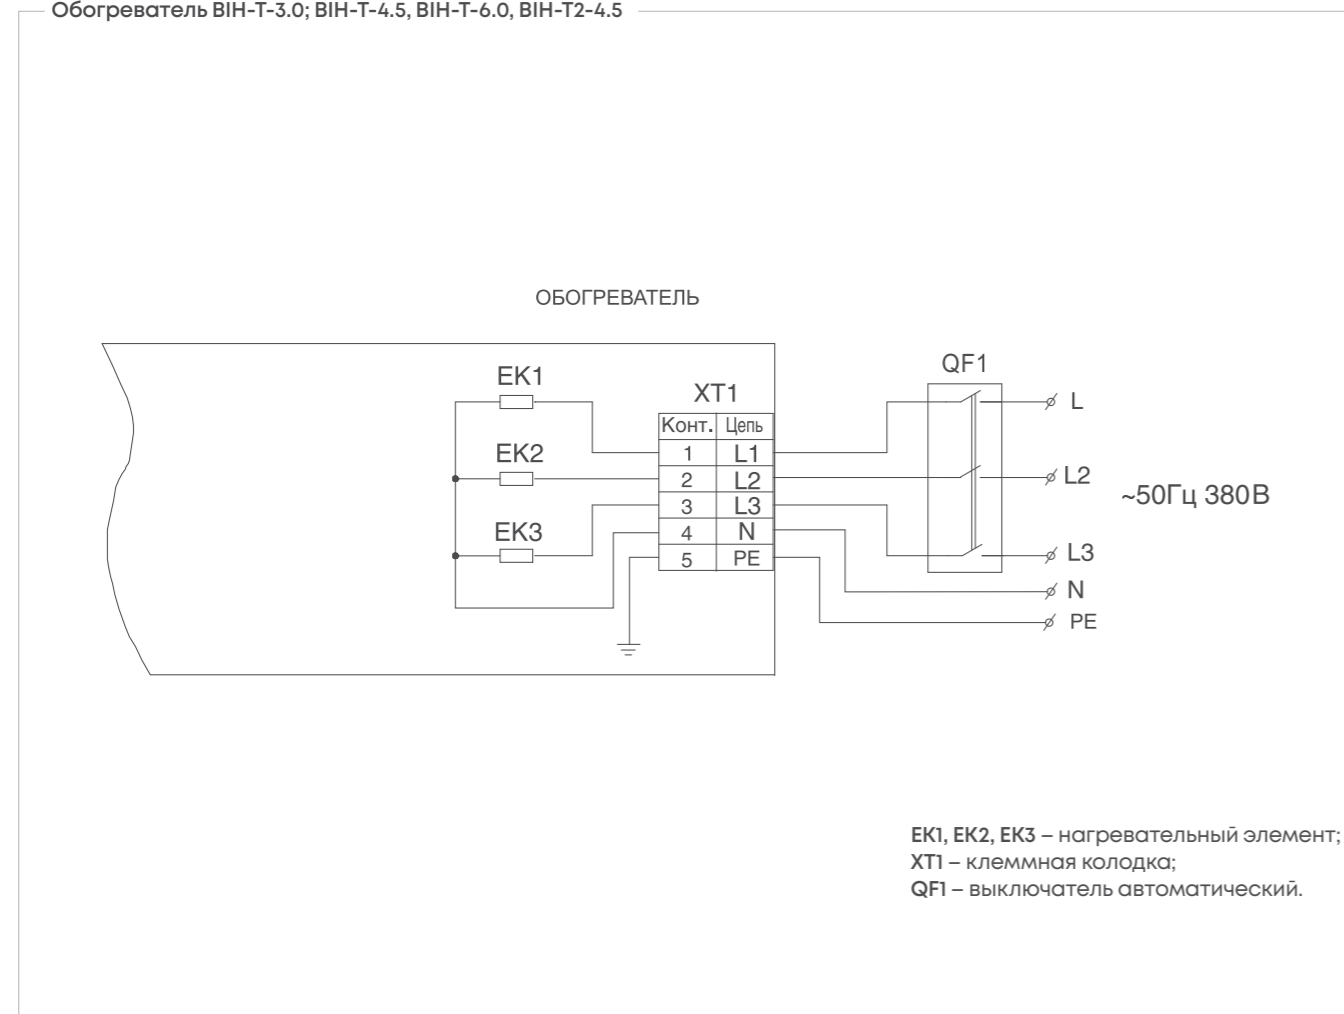 Обогреватель BIH-T-3.0; BIH-T-4.5, BIH-T-6.0, BIH-T2-4.5
ОБОГРЕВАТЕЛЬ
EK1
EK2
EK3
XT1
Конт. Цепь
1 L1
2 L2
3 L3
4 N
5 PE
QF1
L
L2
L3
N
PE
~50Гц 380В
EK1, EK2, EK3 – нагревательный элемент;
XT1 – клеммная колодка;
QF1 – выключатель автоматический.